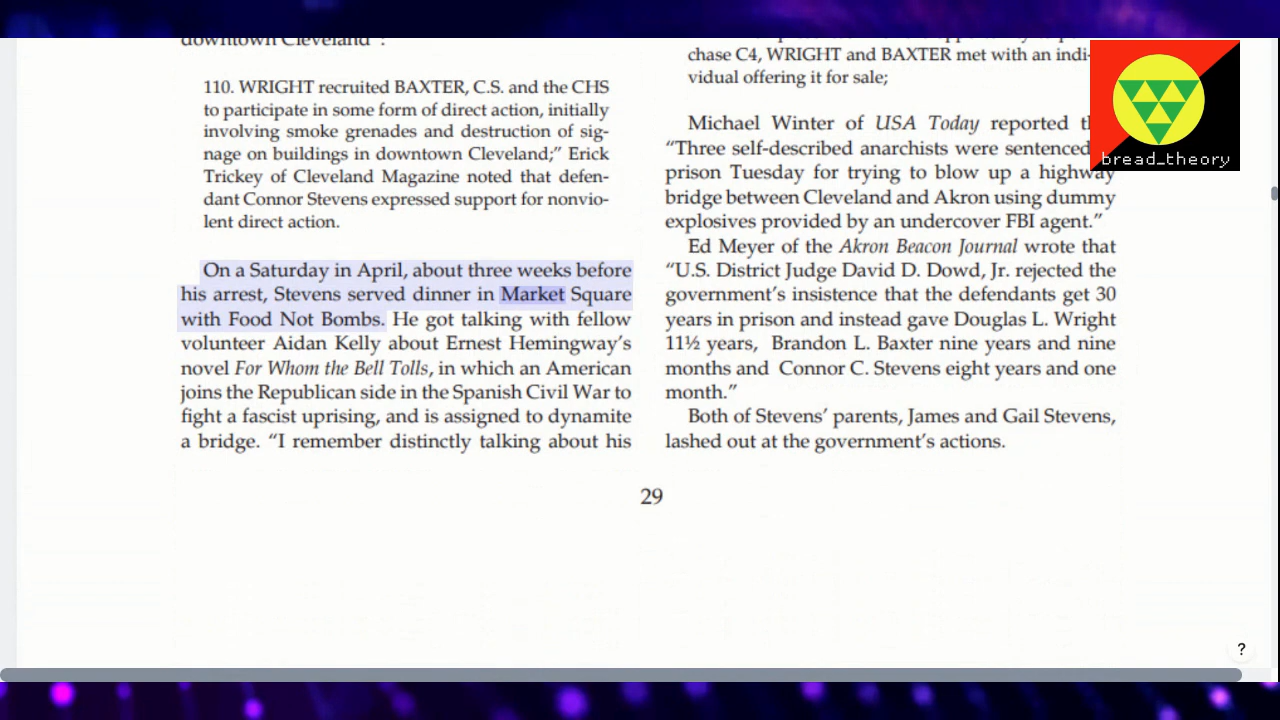 downtown Cleveland":
110. WRIGHT recruited BAXTER, C.S. and the CHS
to participate in some form of direct action, initially
involving smoke grenades and destruction of sig-
nage on buildings in downtown Cleveland;” Erick
Trickey of Cleveland Magazine noted that defen-
dant Connor Stevens expressed support for nonvio-
lent direct action.
On a Saturday in April, about three weeks before
his arrest, Stevens served dinner in Market Square
with Food Not Bombs. He got talking with fellow
volunteer Aidan Kelly about Ernest Hemingway’s
novel For Whom the Bell Tolls, in which an American
joins the Republican side in the Spanish Civil War to
fight a fascist uprising, and is assigned to dynamite
a bridge. “I remember distinctly talking about his
chase C4, WRIGHT and BAXTER met with an indi-
vidual offering it for sale;
Michael Winter of USA Today reported
“Three self-described anarchists were sentenced
prison Tuesday for trying to blow up a highway
bridge between Cleveland and Akron using dummy
explosives provided by an undercover FBI agent.”
Ed Meyer of the Akron Beacon Journal wrote that
“U.S. District Judge David D. Dowd, Jr. rejected the
government’s insistence that the defendants get 30
years in prison and instead gave Douglas L. Wright
11½ years, Brandon L. Baxter nine years and nine
months and Connor C. Stevens eight years and one
month.”
Both of Stevens’ parents, James and Gail Stevens,
lashed out at the government’s actions.
29
bread_theory
?